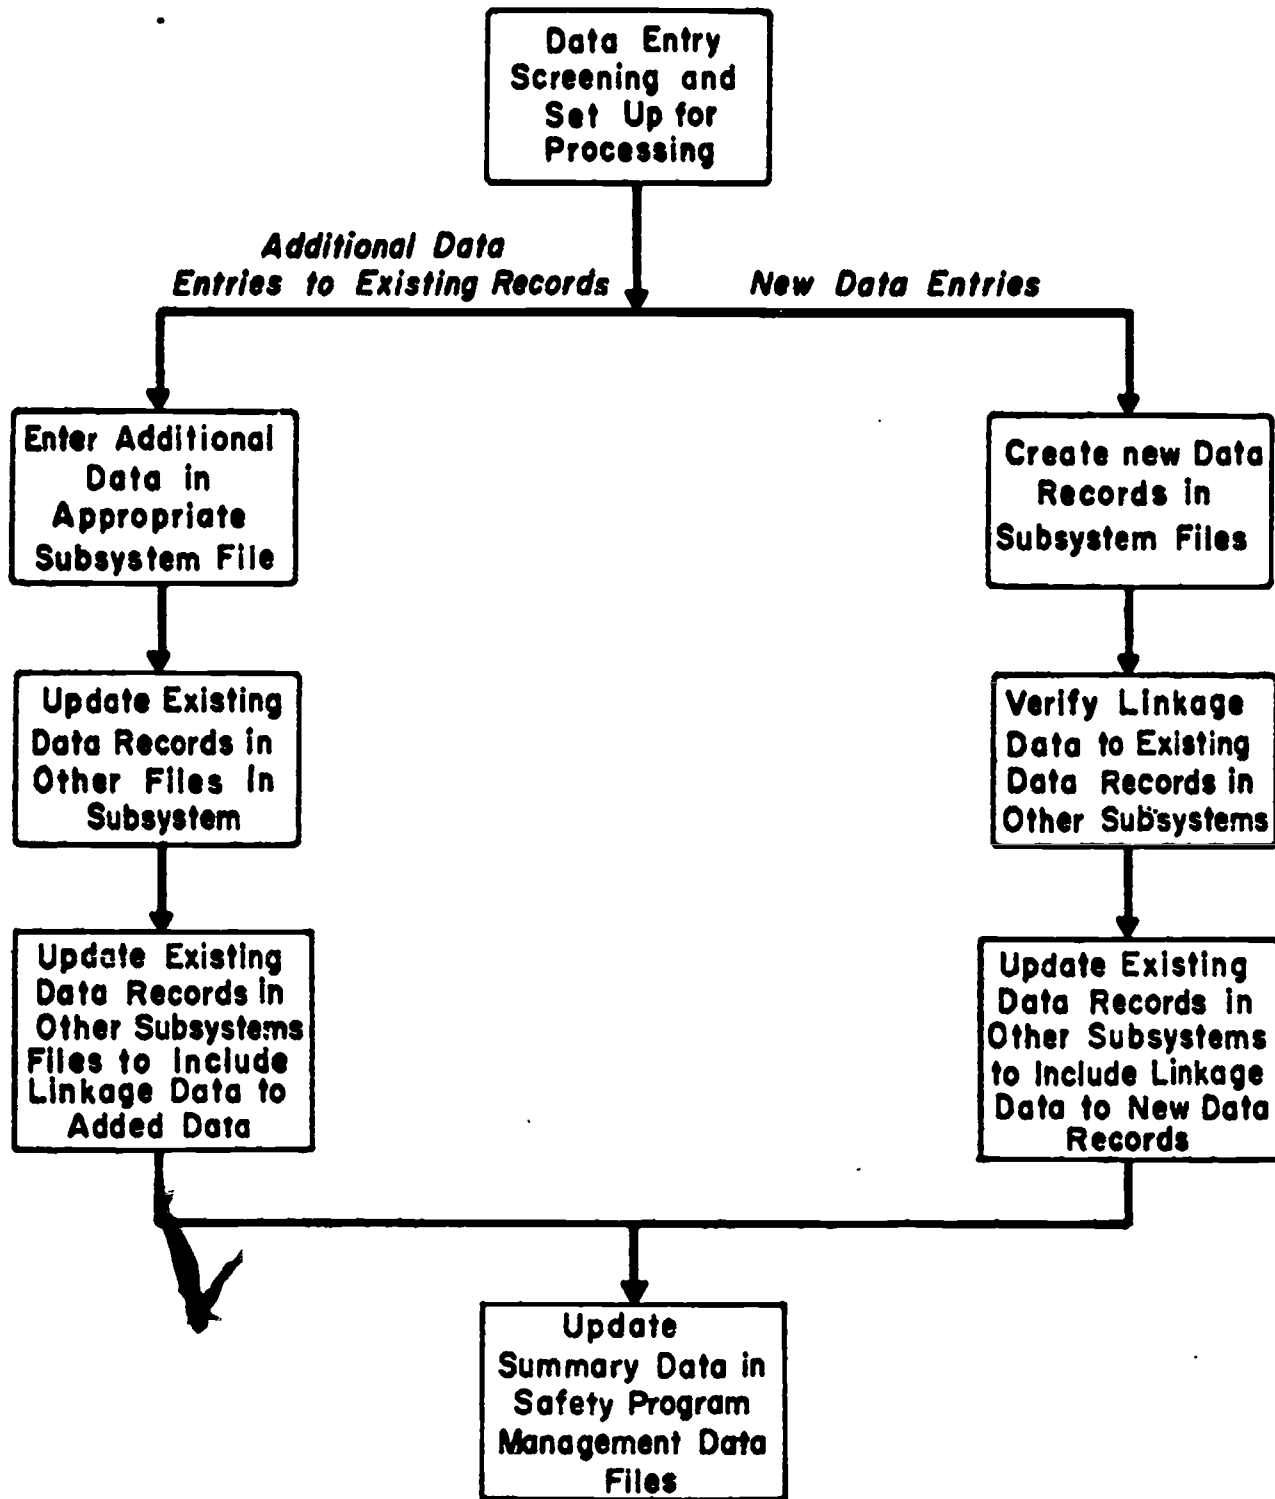 Data Entry
Screening and
Set Up for
Processing
Additional Data
Entries to Existing Records
New Data Entries
Enter Additional
Data in
Appropriate
Subsystem File
Update Existing
Data Records in
Other Files in
Subsystem
Update Existing
Data Records in
Other Subsystems
Files to Include
Linkage Data to
Added Data
Create new Data
Records in
Subsystem Files
Verify Linkage
Data to Existing
Data Records in
Other Subsystems
Update Existing
Data Records in
Other Subsystems
to Include Linkage
Data to New Data
Records
Update
Summary Data in
Safety Program
Management Data
Files